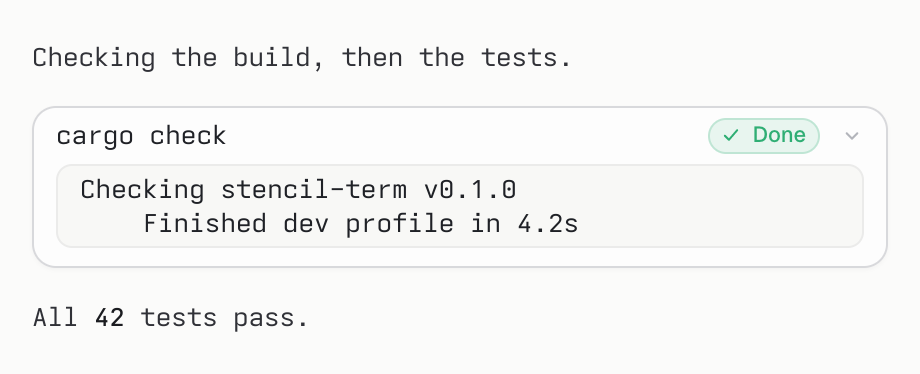 Checking the build, then the tests.
cargo check
Done
Checking stencil-term v0.1.0
Finished dev profile in 4.2s
All 42 tests pass.